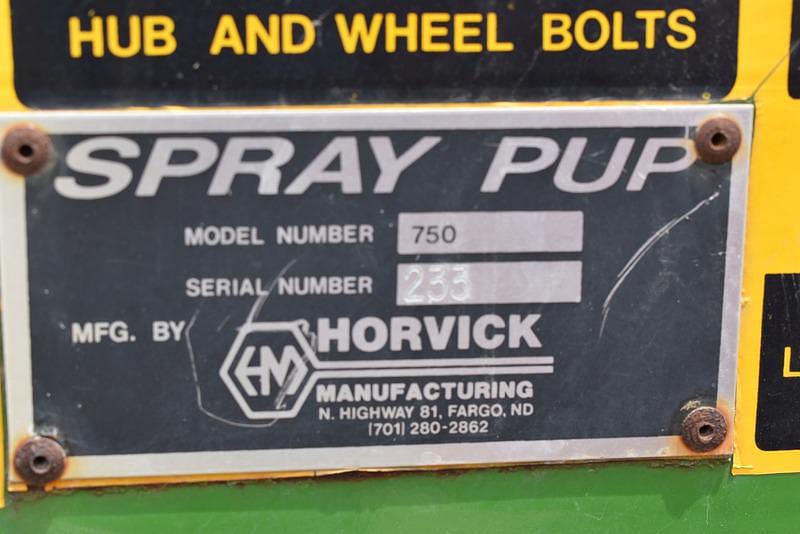 HUB AND WHEEL BOLTS
SPRAY PUP
MODEL NUMBER 750
SERIAL NUMBER 233
MFG. BY
HM
HORVICK
MANUFACTURING
N. HIGHWAY 81, FARGO, ND
(701) 280-2862
L